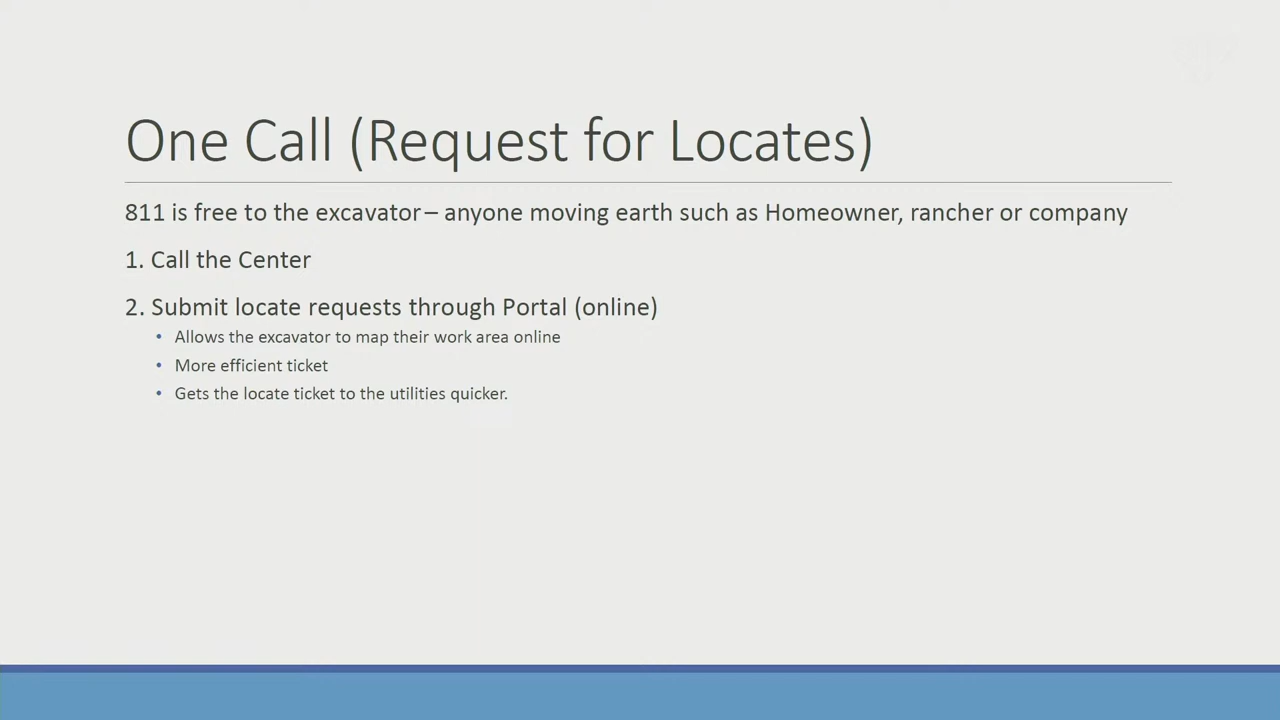 One Call (Request for Locates)
811 is free to the excavator – anyone moving earth such as Homeowner, rancher or company
1. Call the Center
2. Submit locate requests through Portal (online)
• Allows the excavator to map their work area online
• More efficient ticket
• Gets the locate ticket to the utilities quicker.